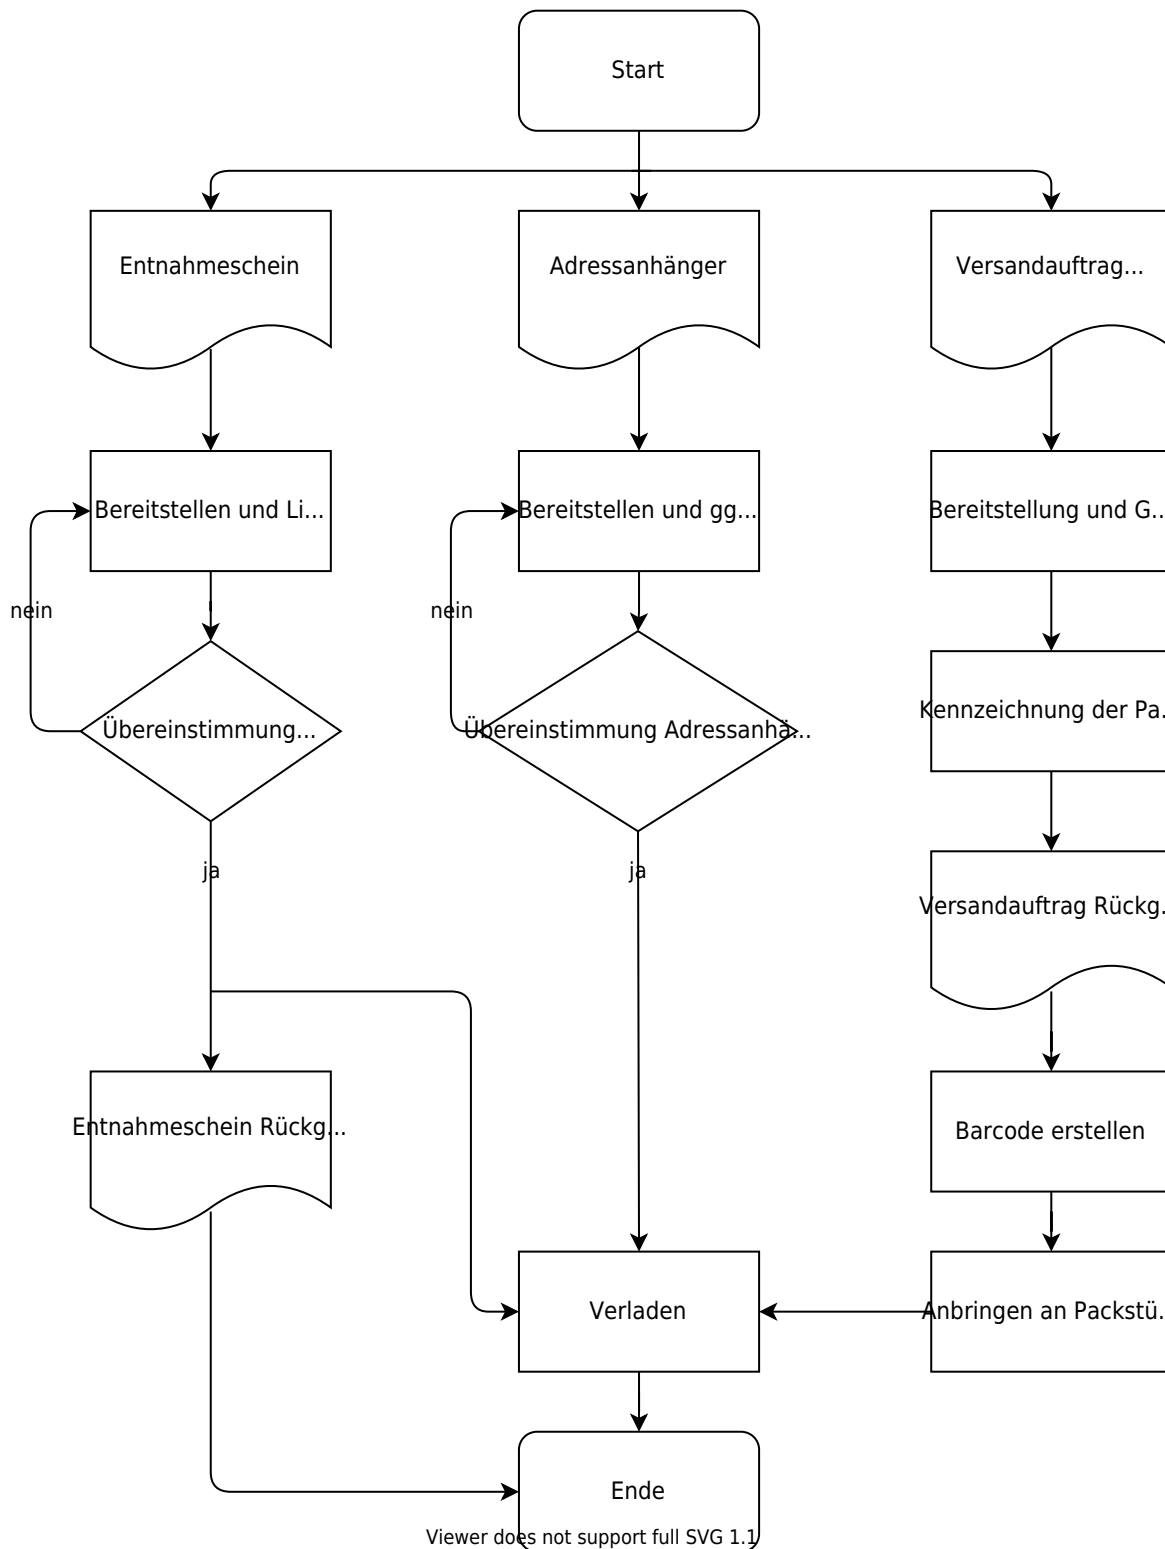 Start
Entnahmeschein
Adressanhänger
Versandauftrag...
Bereitstellen und Li...
Bereitstellen und gg...
Bereitstellung und G...
nein
nein
Übereinstimmung...
Übereinstimmung Adressanhä...
Kennzeichnung der Pa...
ja
ja
Versandauftrag Rückg...
Entnahmeschein Rückg...
Barcode erstellen
Verladen
Anbringen an Packstü...
Ende
Viewer does not support full SVG 1.1